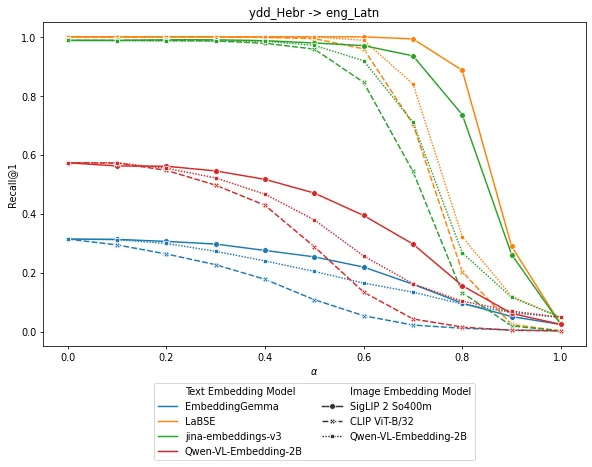 ydd_Hebr -> eng_Latn
Recall@1
1.0
0.8
0.6
0.4
0.2
0.0
0.0 0.2 0.4 0.6 0.8 1.0
α
Text Embedding Model
EmbeddingGemma
LaBSE
jina-embeddings-v3
Qwen-VL-Embedding-2B
Image Embedding Model
SigLIP 2 So400m
CLIP ViT-B/32
Qwen-VL-Embedding-2B